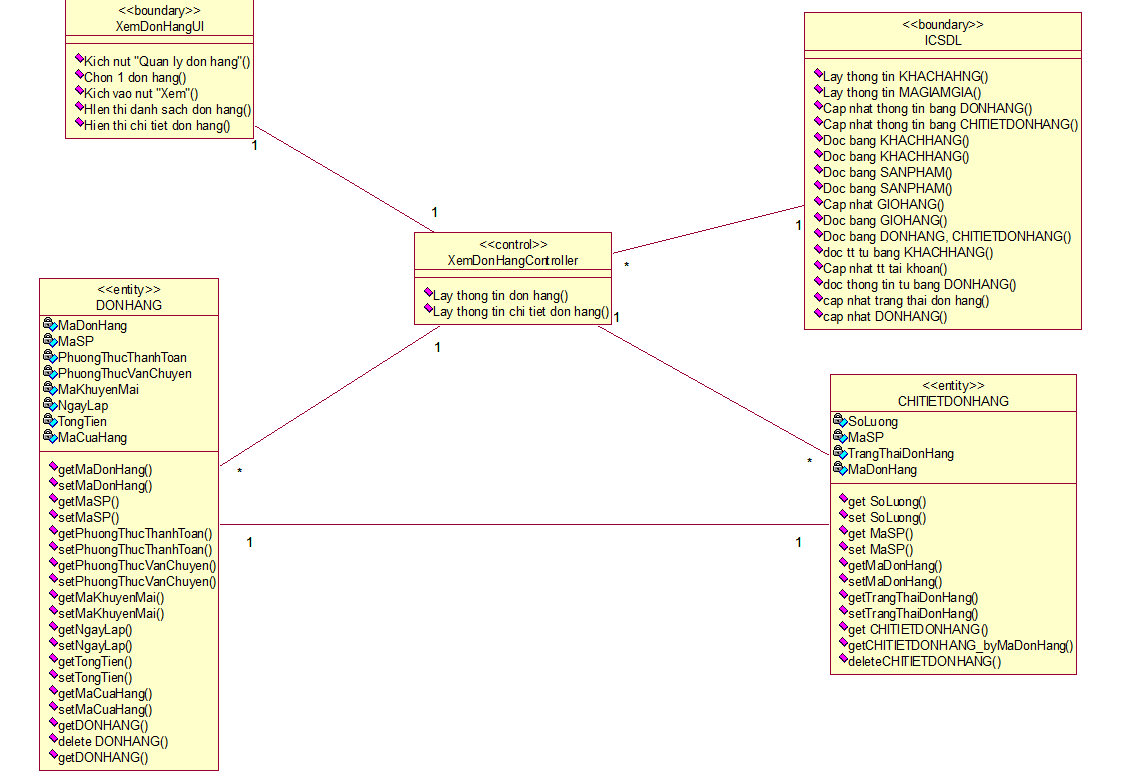 <<boundary>>
XemDonHangUI
Kich nut "Quan ly don hang"()
Chon 1 don hang()
Kich vao nut "Xem"()
HIen thi danh sach don hang()
Hien thi chi tiet don hang()
1
1
<<boundary>>
ICSDL
Lay thong tin KHACHAHNG()
Lay thong tin MAGIAMGIA()
Cap nhat thong tin bang DONHANG()
Cap nhat thong tin bang CHITIETDONHANG()
Doc bang KHACHHANG()
Doc bang KHACHHANG()
Doc bang SANPHAM()
Doc bang SANPHAM()
Cap nhat GIOHANG()
Doc bang GIOHANG()
Doc bang DONHANG, CHITIETDONHANG()
doc tt tu bang KHACHHANG()
Cap nhat tt tai khoan()
doc thong tin tu bang DONHANG()
cap nhat trang thai don hang()
cap nhat DONHANG()
1
*
<<control>>
XemDonHangController
Lay thong tin don hang()
Lay thong tin chi tiet don hang()
1
1
<<entity>>
DONHANG
MaDonHang
MaSP
PhuongThucThanhToan
PhuongThucVanChuyen
MaKhuyenMai
NgayLap
TongTien
MaCuaHang
getMaDonHang()
setMaDonHang()
getMaSP()
setMaSP()
getPhuongThucThanhToan()
setPhuongThucThanhToan()
getPhuongThucVanChuyen()
setPhuongThucVanChuyen()
getMaKhuyenMai()
setMaKhuyenMai()
getNgayLap()
setNgayLap()
getTongTien()
setTongTien()
getMaCuaHang()
setMaCuaHang()
getDONHANG()
delete DONHANG()
getDONHANG()
*
*
1
1
<<entity>>
CHITIETDONHANG
SoLuong
MaSP
TrangThaiDonHang
MaDonHang
get SoLuong()
set SoLuong()
get MaSP()
set MaSP()
getMaDonHang()
setMaDonHang()
getTrangThaiDonHang()
setTrangThaiDonHang()
get CHITIETDONHANG()
getCHITIETDONHANG_byMaDonHang()
deleteCHITIETDONHANG()